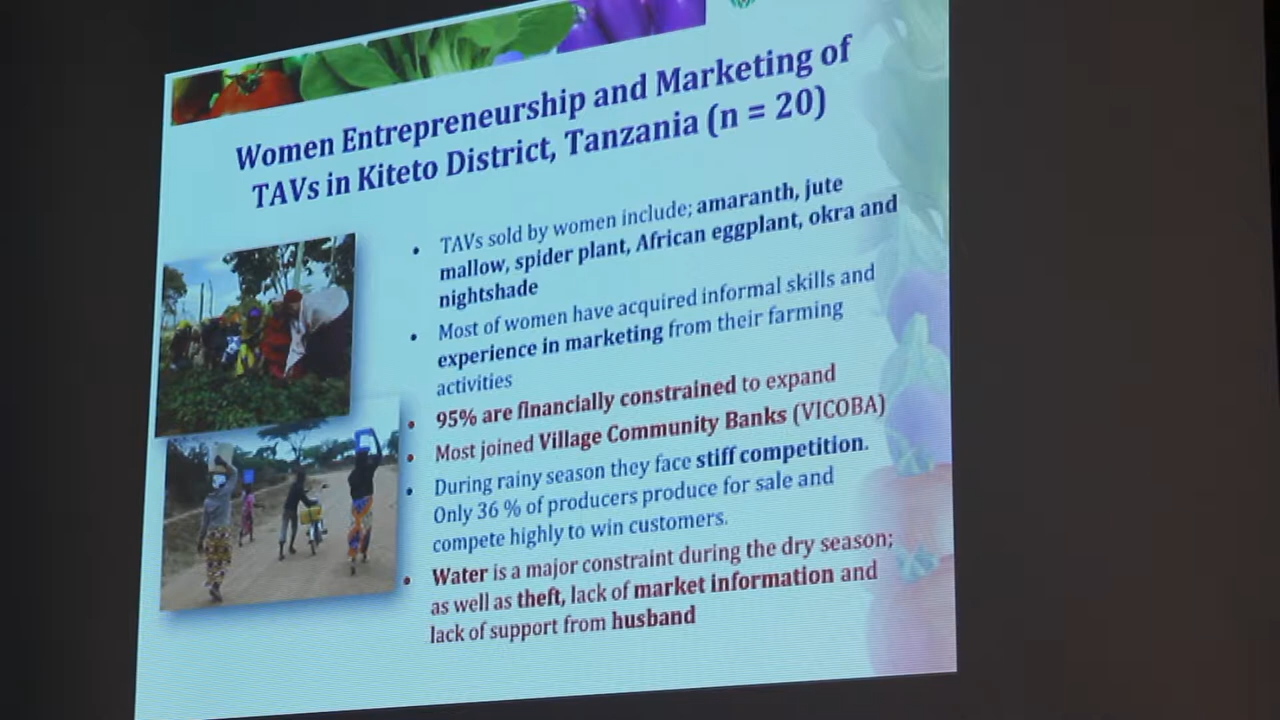 Women Entrepreneurship and Marketing of
TAVs in Kiteto District, Tanzania (n = 20)
• TAVs sold by women include; amaranth, jute
mallow, spider plant, African eggplant, okra and
nightshade
• Most of women have acquired informal skills and
experience in marketing from their farming
activities
• 95% are financially constrained to expand
• Most joined Village Community Banks (VICOBA)
• During rainy season they face stiff competition.
Only 36 % of producers produce for sale and
compete highly to win customers.
• Water is a major constraint during the dry season;
as well as theft, lack of market information and
lack of support from husband